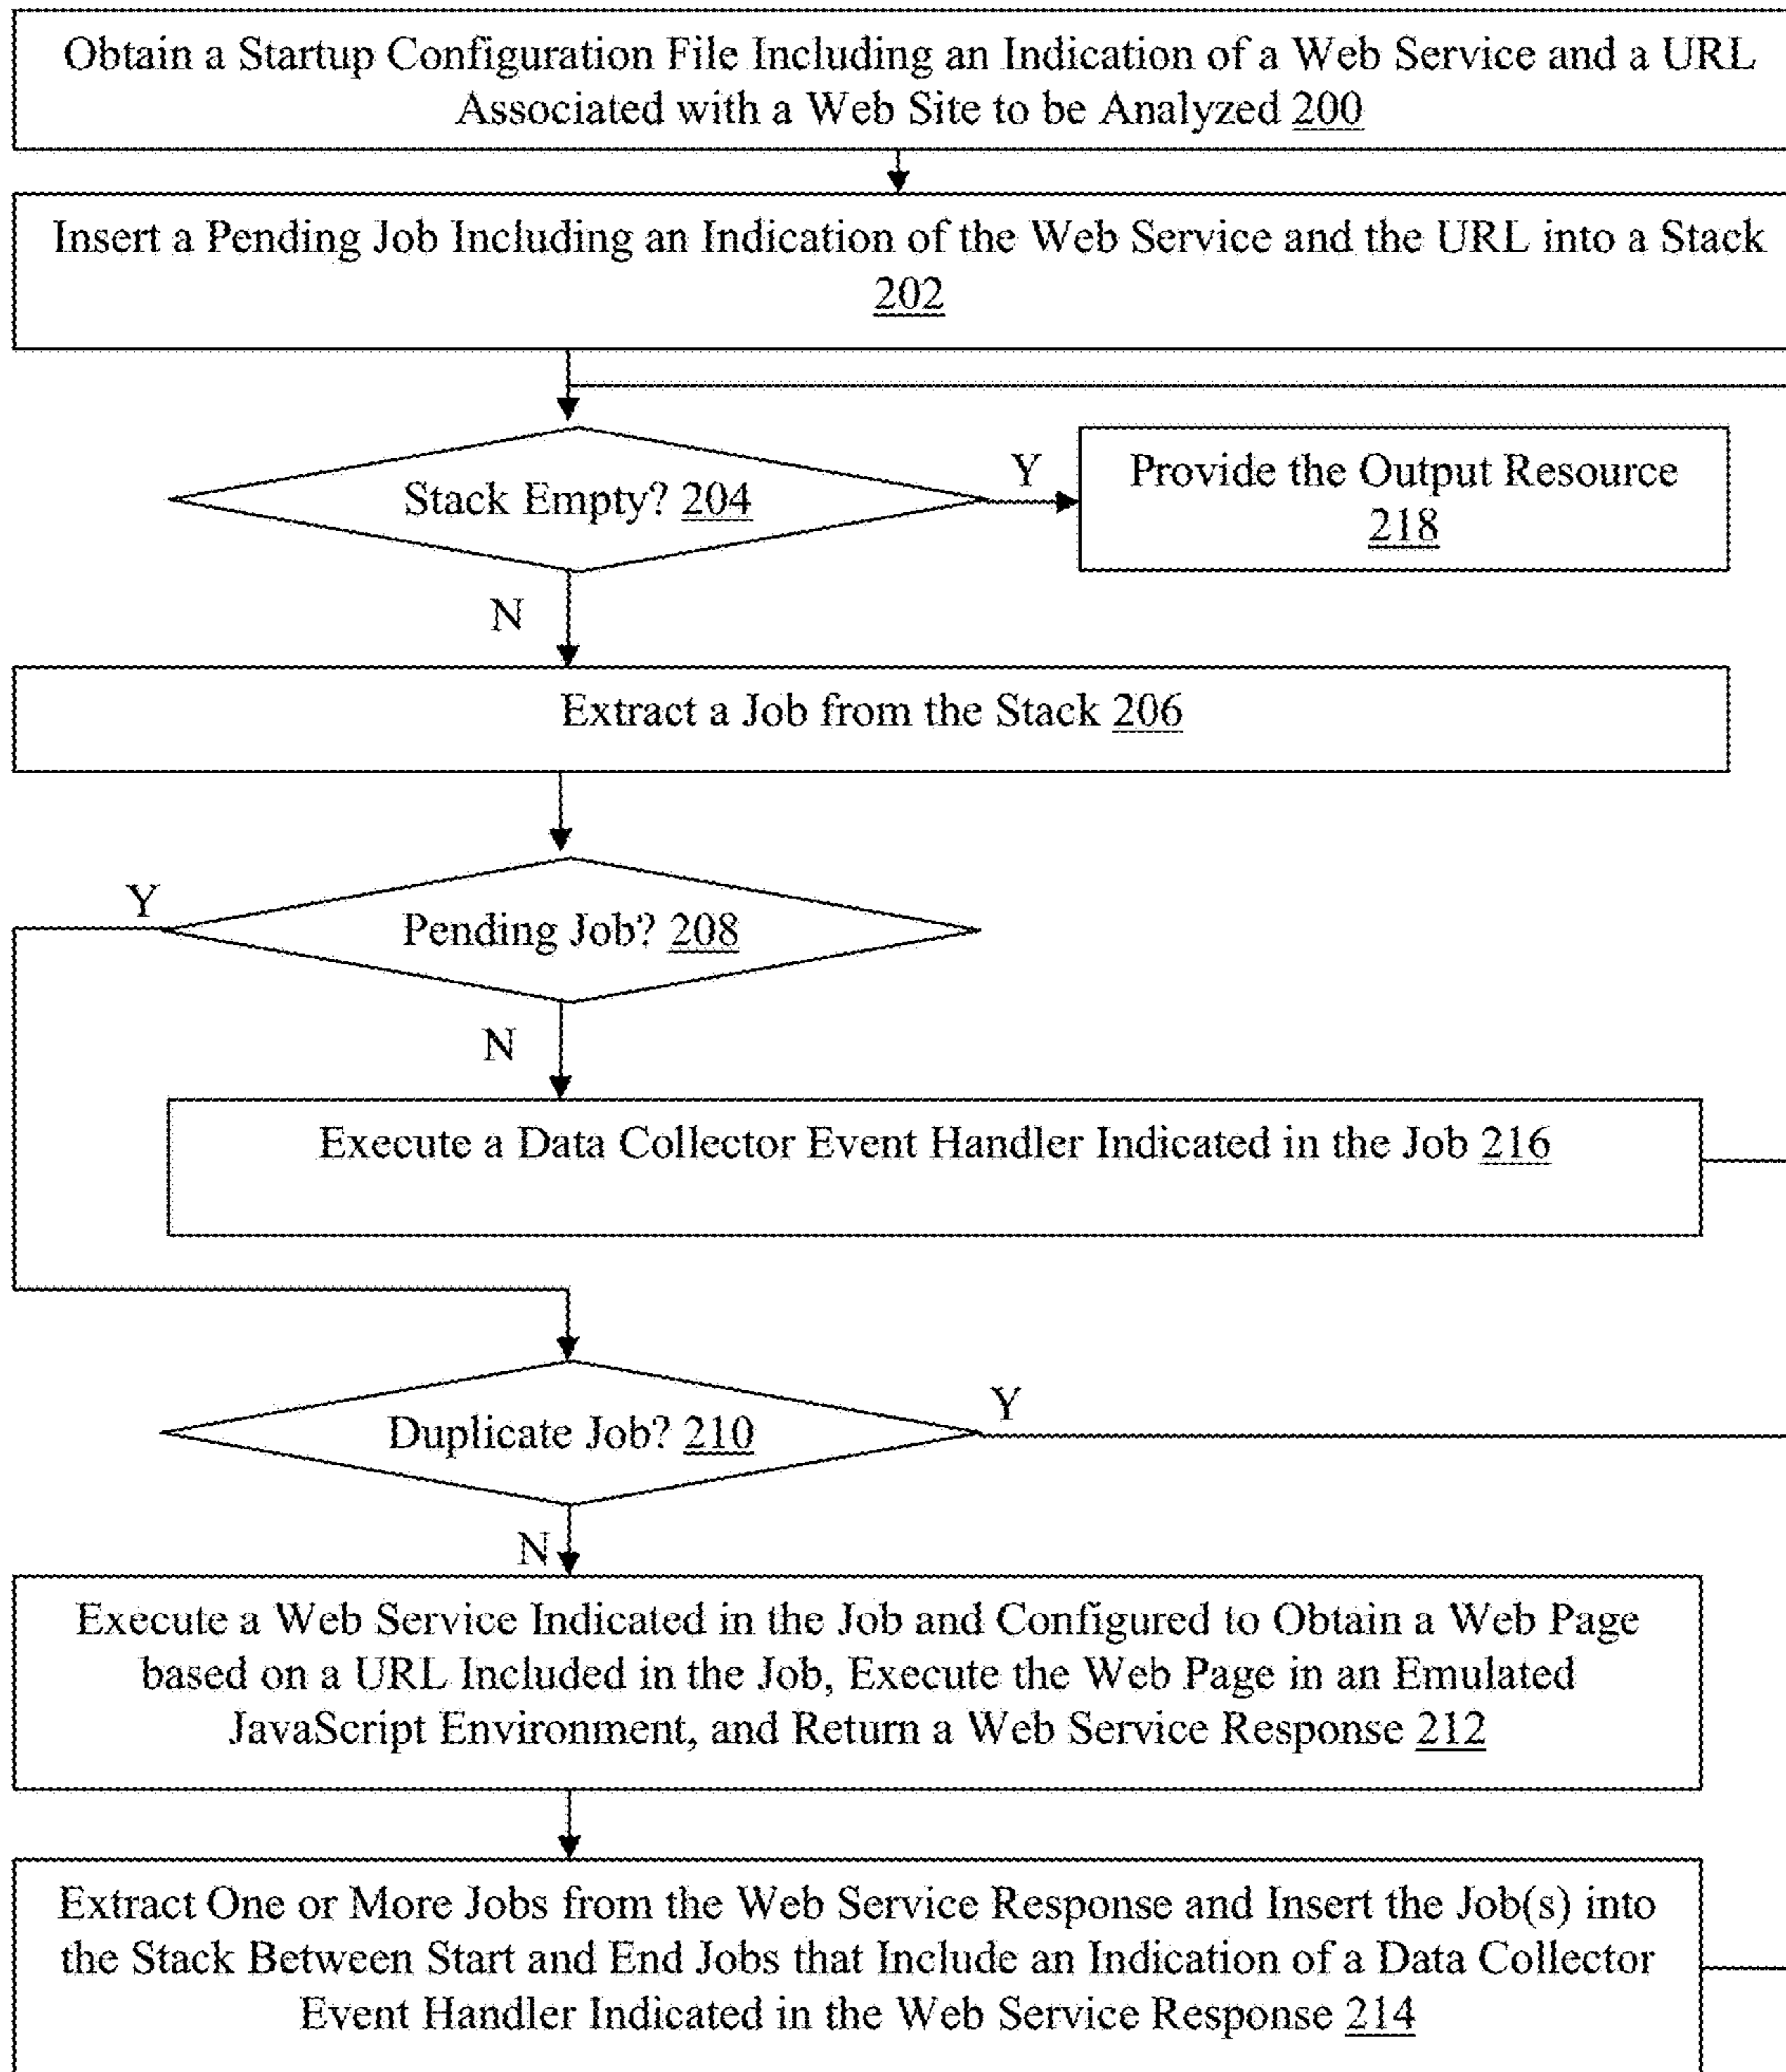 Obtain a Startup Configuration File Including an Indication of a Web Service and a URL
Associated with a Web Site to be Analyzed 200
Insert a Pending Job Including an Indication of the Web Service and the URL into a Stack
202
Stack Empty? 204
Y
Provide the Output Resource
218
N
Extract a Job from the Stack 206
Y
Pending Job? 208
N
Execute a Data Collector Event Handler Indicated in the Job 216
Duplicate Job? 210
Y
N
Execute a Web Service Indicated in the Job and Configured to Obtain a Web Page
based on a URL Included in the Job, Execute the Web Page in an Emulated
JavaScript Environment, and Return a Web Service Response 212
Extract One or More Jobs from the Web Service Response and Insert the Job(s) into
the Stack Between Start and End Jobs that Include an Indication of a Data Collector
Event Handler Indicated in the Web Service Response 214